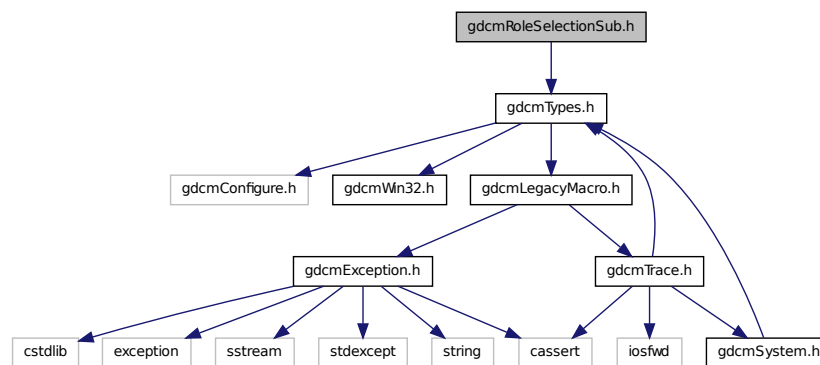 gdcmRoleSelectionSub.h
gdcmTypes.h
gdcmConfigure.h
gdcmWin32.h
gdcmLegacyMacro.h
gdcmException.h
gdcmTrace.h
cstdlib
exception
sstream
stdexcept
string
cassert
iosfwd
gdcmSystem.h